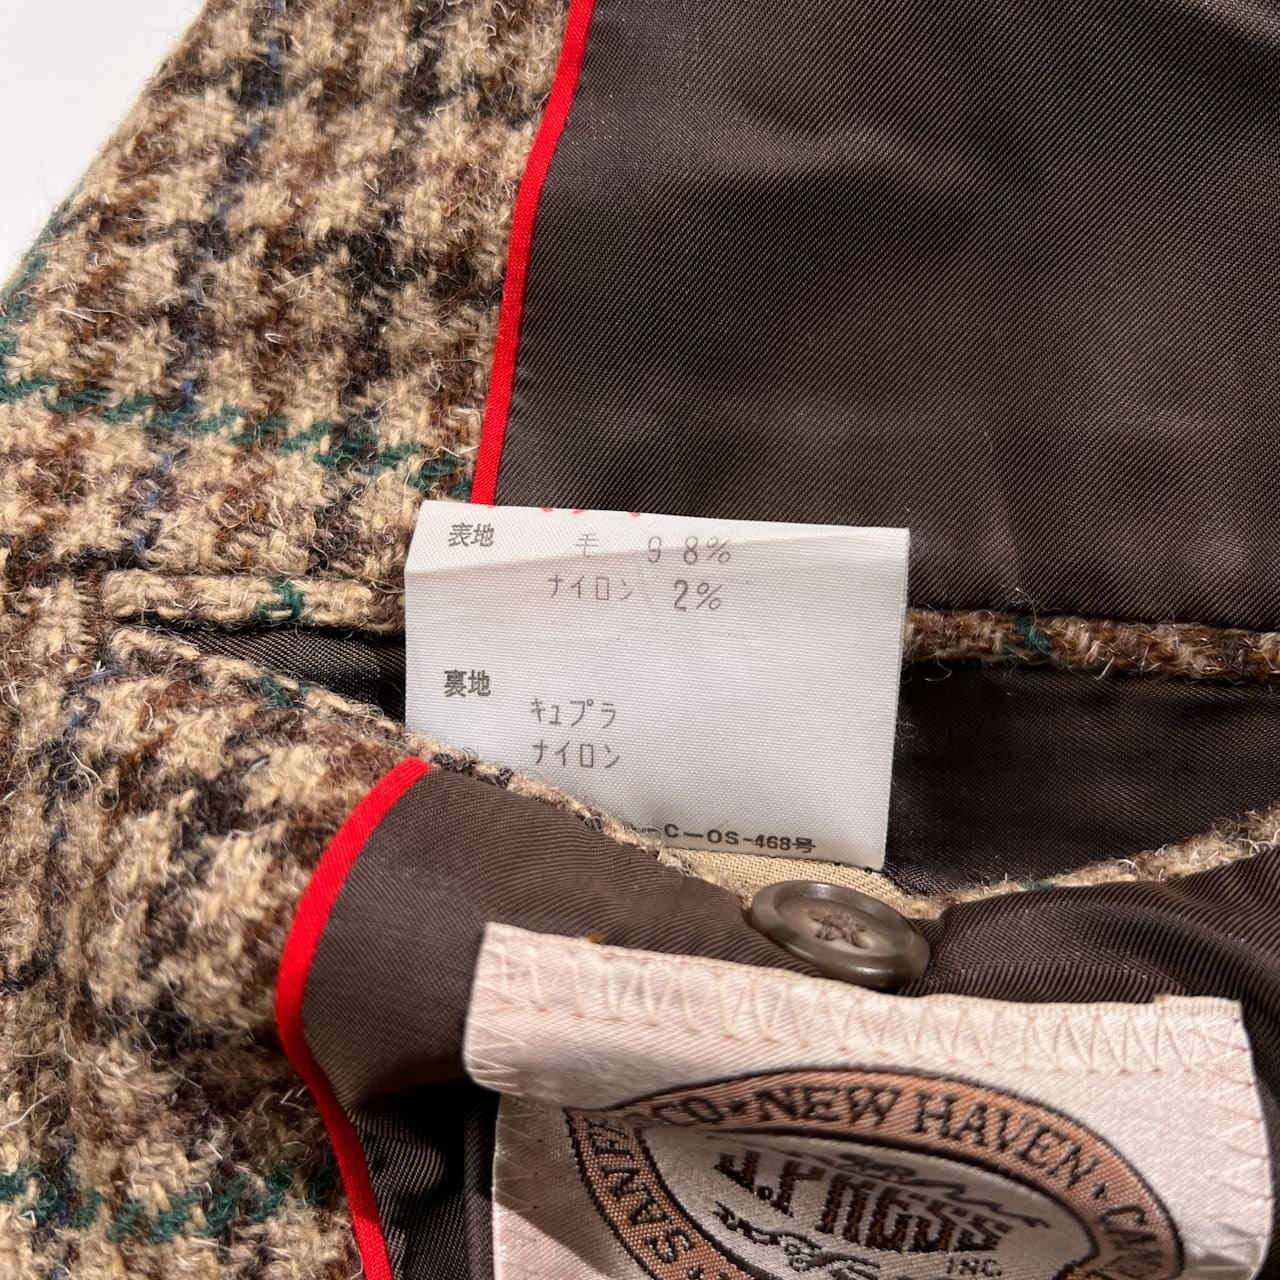 表地 毛 98%
ナイロン 2%
裏地
キュプラ
ナイロン
C-OS-468号
NEW HAVEN
J.PRESS
INC.